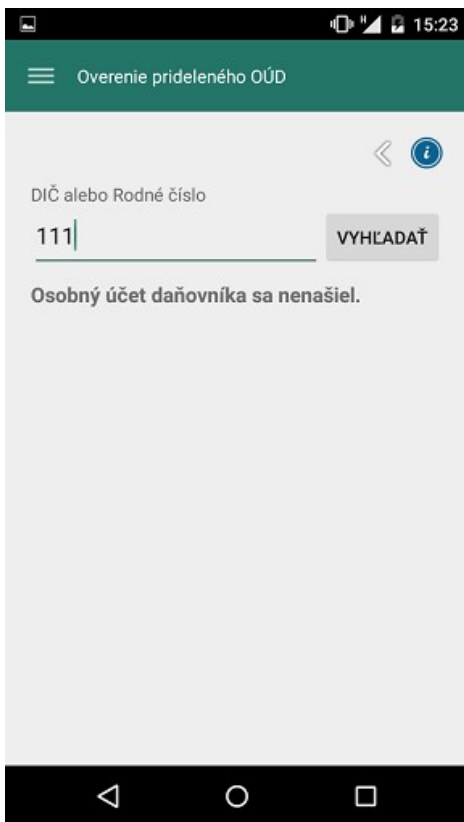 15:23
Overenie prideleného OÚD
DIČ alebo Rodné číslo
111
VYHĽADAŤ
Osobný účet daňovníka sa nenašiel.